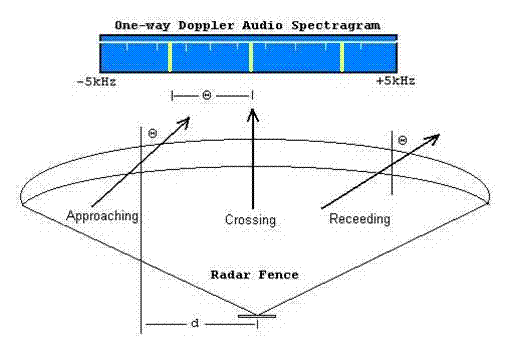 One-way Doppler Audio Spectragram
-5kHz
+5kHz
Θ
Θ
Θ
Approaching
Crossing
Receeding
Radar Fence
d